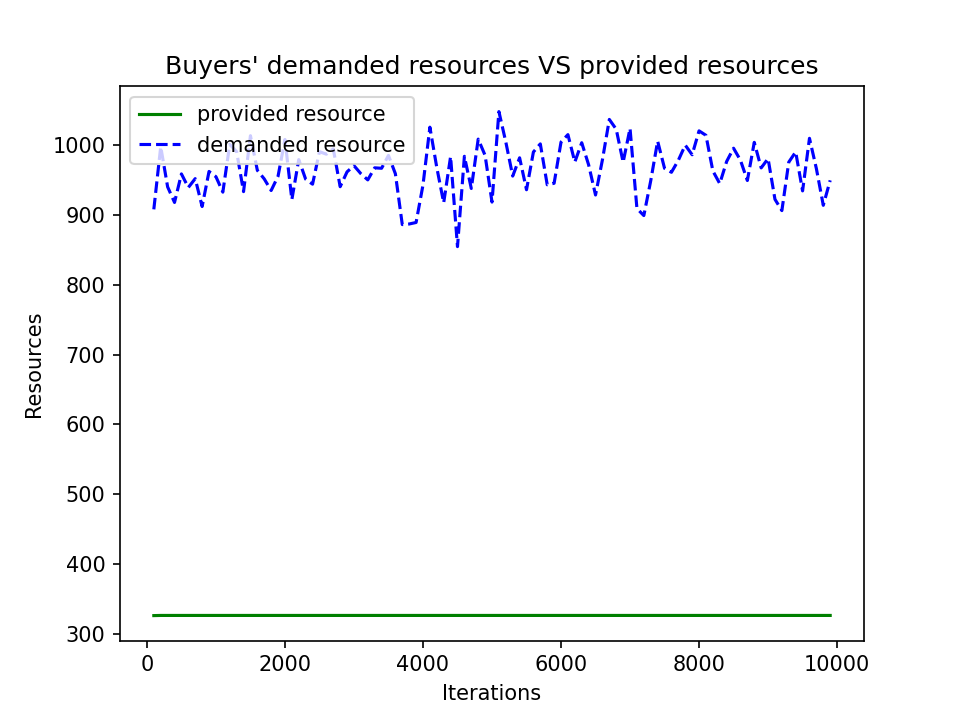 Buyers' demanded resources VS provided resources
provided resource
demanded resource
1000
900
800
700
600
500
400
300
Resources
0
2000
4000
6000
8000
10000
Iterations